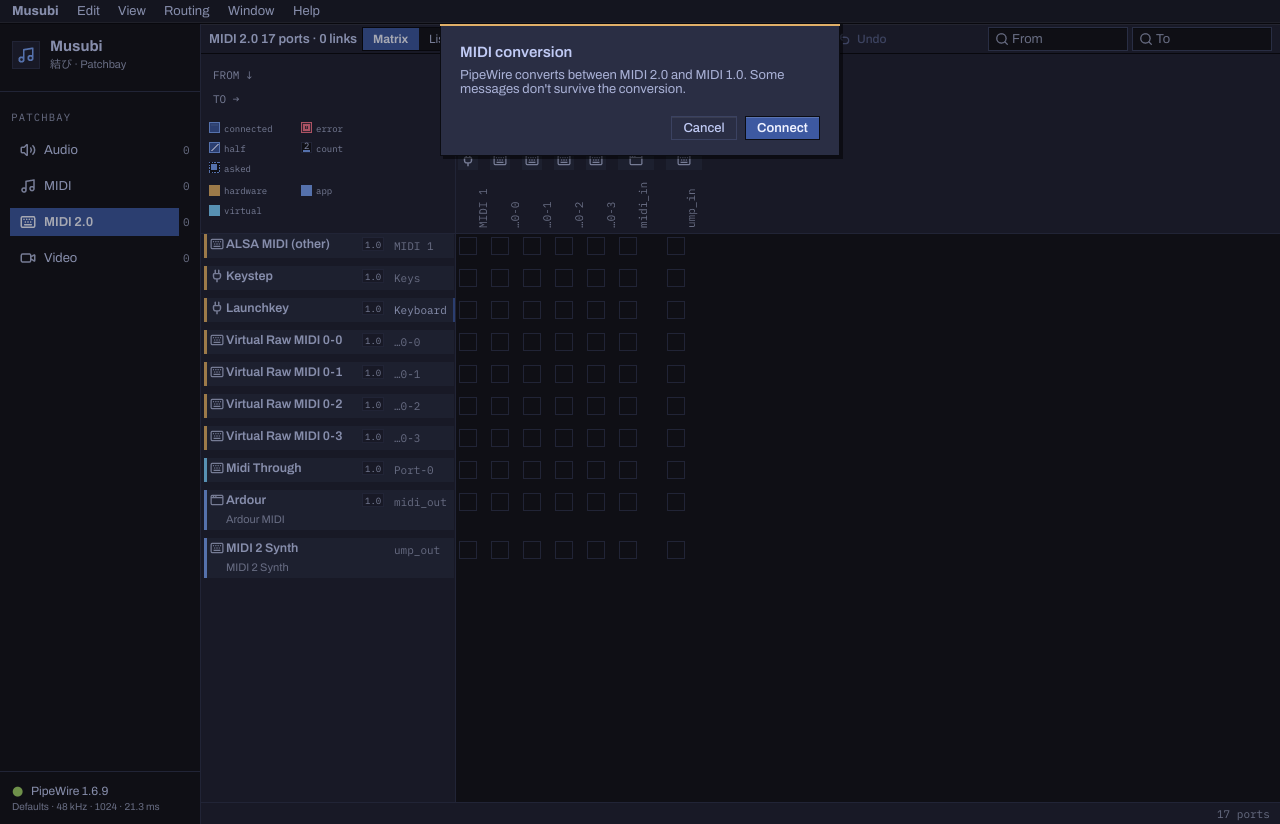 Musubi Edit View Routing Window Help
Musubi
結び · Patchbay
PATCHBAY
Audio 0
MIDI 0
MIDI 2.0 0
Video 0
PipeWire 1.6.9
Defaults · 48 kHz · 1024 · 21.3 ms
MIDI 2.0 17 ports · 0 links Matrix Undo From To
MIDI conversion
PipeWire converts between MIDI 2.0 and MIDI 1.0. Some
messages don't survive the conversion.
Cancel Connect
FROM ↓
TO →
connected error
half 2 count
asked
hardware app
virtual
MIDI 1
…0-0
…0-1
…0-2
…0-3
midi_in
ump_in
ALSA MIDI (other) 1.0 MIDI 1
Keystep 1.0 Keys
Launchkey 1.0 Keyboard
Virtual Raw MIDI 0-0 1.0 …0-0
Virtual Raw MIDI 0-1 1.0 …0-1
Virtual Raw MIDI 0-2 1.0 …0-2
Virtual Raw MIDI 0-3 1.0 …0-3
Midi Through 1.0 Port-0
Ardour 1.0 midi_out
Ardour MIDI
MIDI 2 Synth ump_out
MIDI 2 Synth
17 ports